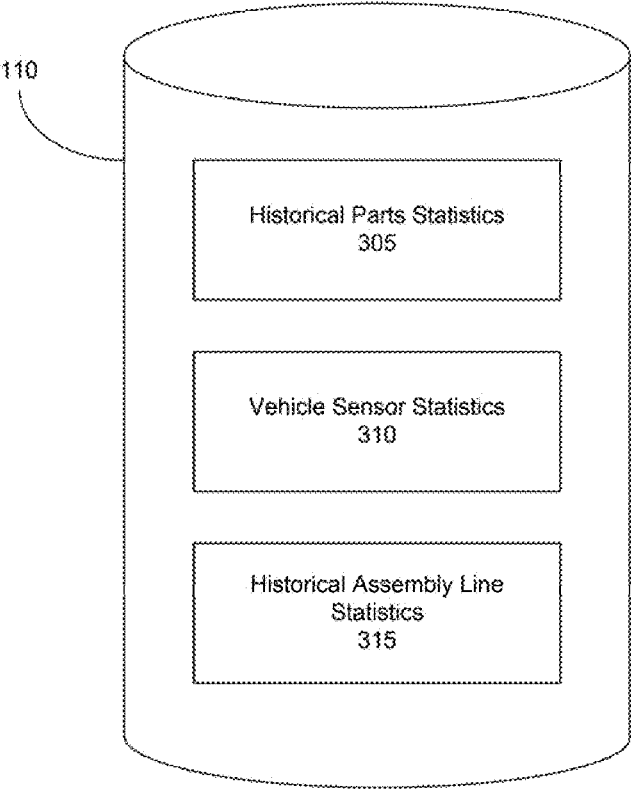 110
Historical Parts Statistics
305
Vehicle Sensor Statistics
310
Historical Assembly Line
Statistics
315